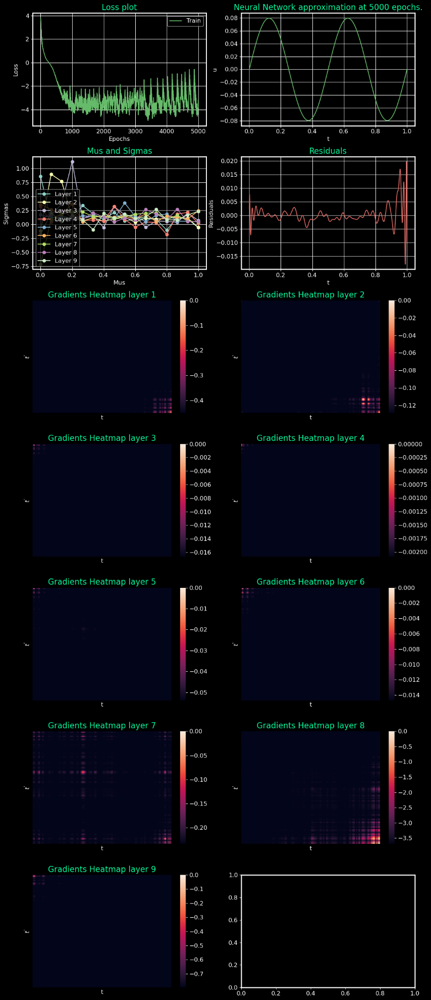 Loss plot
Train
4
2
0
−2
−4
Loss
0 1000 2000 3000 4000 5000
Epochs
Neural Network approximation at 5000 epochs.
0.08
0.06
0.04
0.02
0.00
−0.02
−0.04
−0.06
−0.08
u
0.0 0.2 0.4 0.6 0.8 1.0
t
Mus and Sigmas
1.00
0.75
0.50
0.25
0.00
−0.25
−0.50
−0.75
Sigmas
Layer 1
Layer 2
Layer 3
Layer 4
Layer 5
Layer 6
Layer 7
Layer 8
Layer 9
0.0 0.2 0.4 0.6 0.8 1.0
Mus
Residuals
0.020
0.015
0.010
0.005
0.000
−0.005
−0.010
−0.015
Residuals
0.0 0.2 0.4 0.6 0.8 1.0
t
Gradients Heatmap layer 1
0.0
−0.1
−0.2
−0.3
−0.4
t'
t
Gradients Heatmap layer 2
0.00
−0.02
−0.04
−0.06
−0.08
−0.10
−0.12
t'
t
Gradients Heatmap layer 3
0.000
−0.002
−0.004
−0.006
−0.008
−0.010
−0.012
−0.014
−0.016
t'
t
Gradients Heatmap layer 4
0.00000
−0.00025
−0.00050
−0.00075
−0.00100
−0.00125
−0.00150
−0.00175
−0.00200
t'
t
Gradients Heatmap layer 5
0.00
−0.01
−0.02
−0.03
−0.04
−0.05
t'
t
Gradients Heatmap layer 6
0.000
−0.002
−0.004
−0.006
−0.008
−0.010
−0.012
−0.014
t'
t
Gradients Heatmap layer 7
0.00
−0.05
−0.10
−0.15
−0.20
t'
t
Gradients Heatmap layer 8
0.0
−0.5
−1.0
−1.5
−2.0
−2.5
−3.0
−3.5
t'
t
Gradients Heatmap layer 9
0.0
−0.1
−0.2
−0.3
−0.4
−0.5
−0.6
−0.7
t'
t
1.0
0.8
0.6
0.4
0.2
0.0
0.0 0.2 0.4 0.6 0.8 1.0